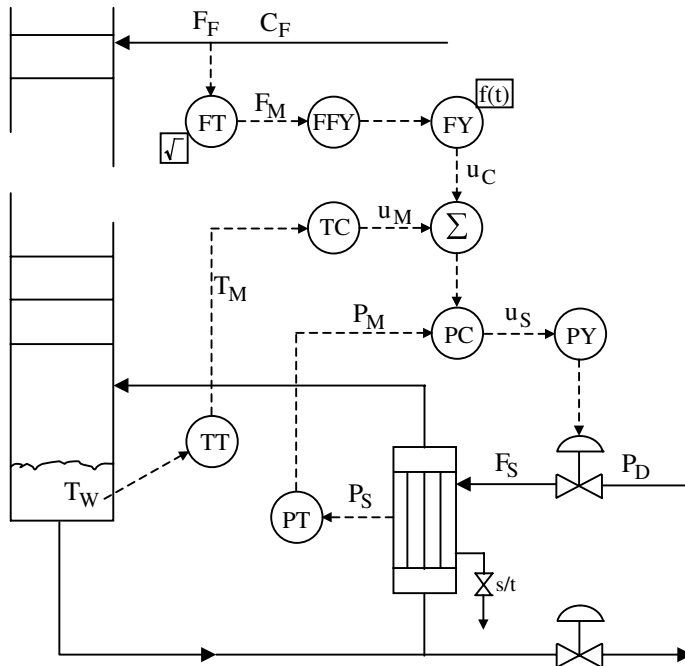 F_F C_F
f(t)
FT F_M FFY FY
√
u_C
TC u_M Σ
T_M
P_M PC u_S PY
TT
F_S P_D
T_W
P_S
PT
s/t